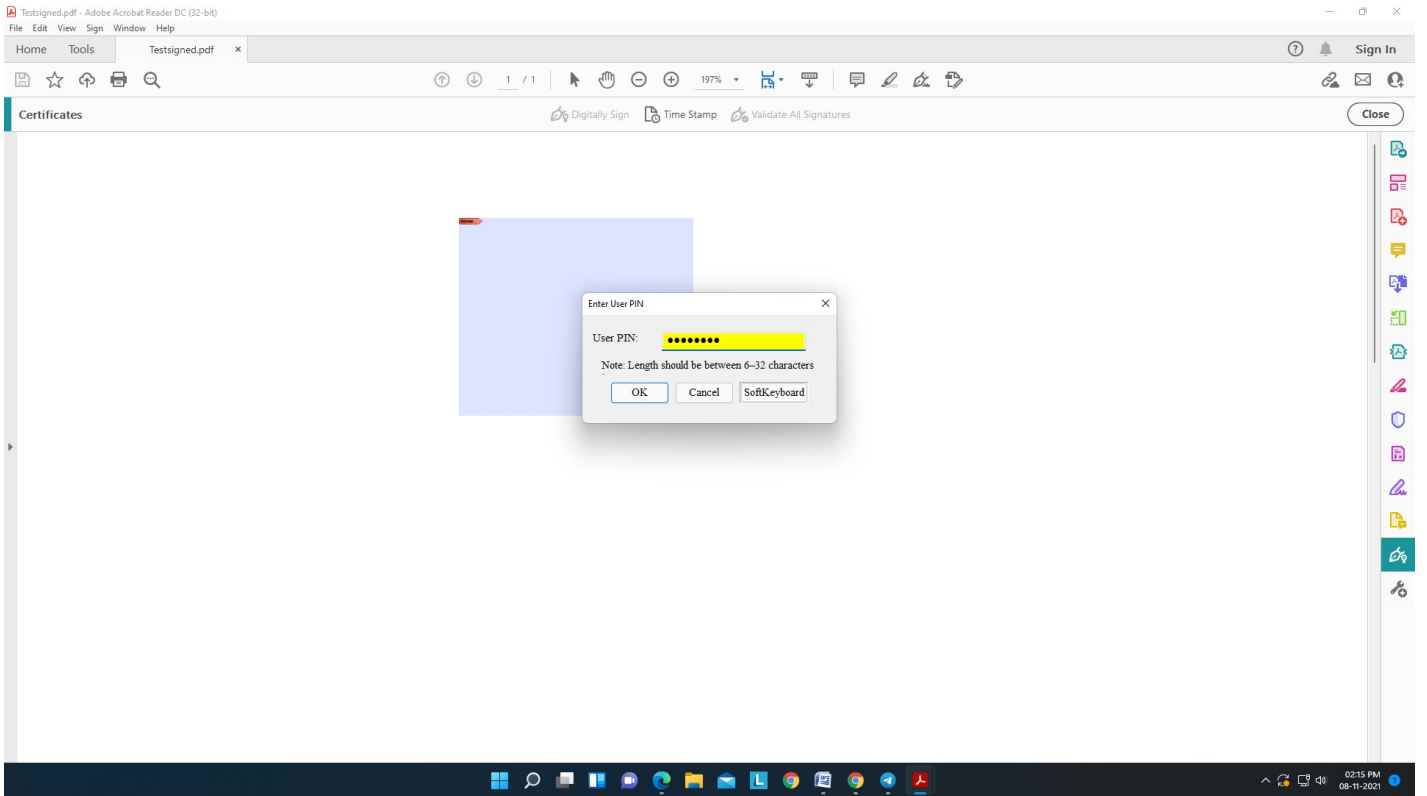 Testsigned.pdf - Adobe Acrobat Reader DC (32-bit)
File Edit View Sign Window Help
Home Tools Testsigned.pdf × Sign In
1 / 1 197%
Certificates Digitally Sign Time Stamp Validate All Signatures Close
Enter User PIN
User PIN: ●●●●●●●●
Note: Length should be between 6–32 characters
OK Cancel SoftKeyboard
02:15 PM
08-11-2021
1